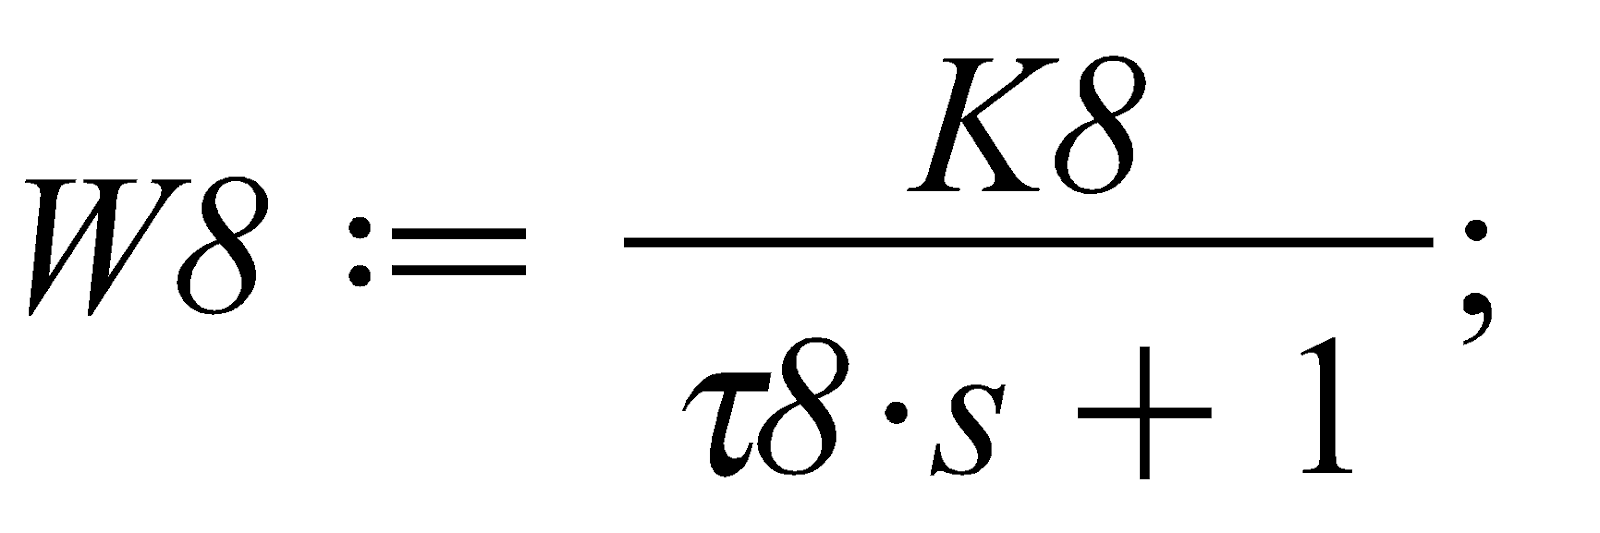 W8 := K8 / (τ8·s + 1);